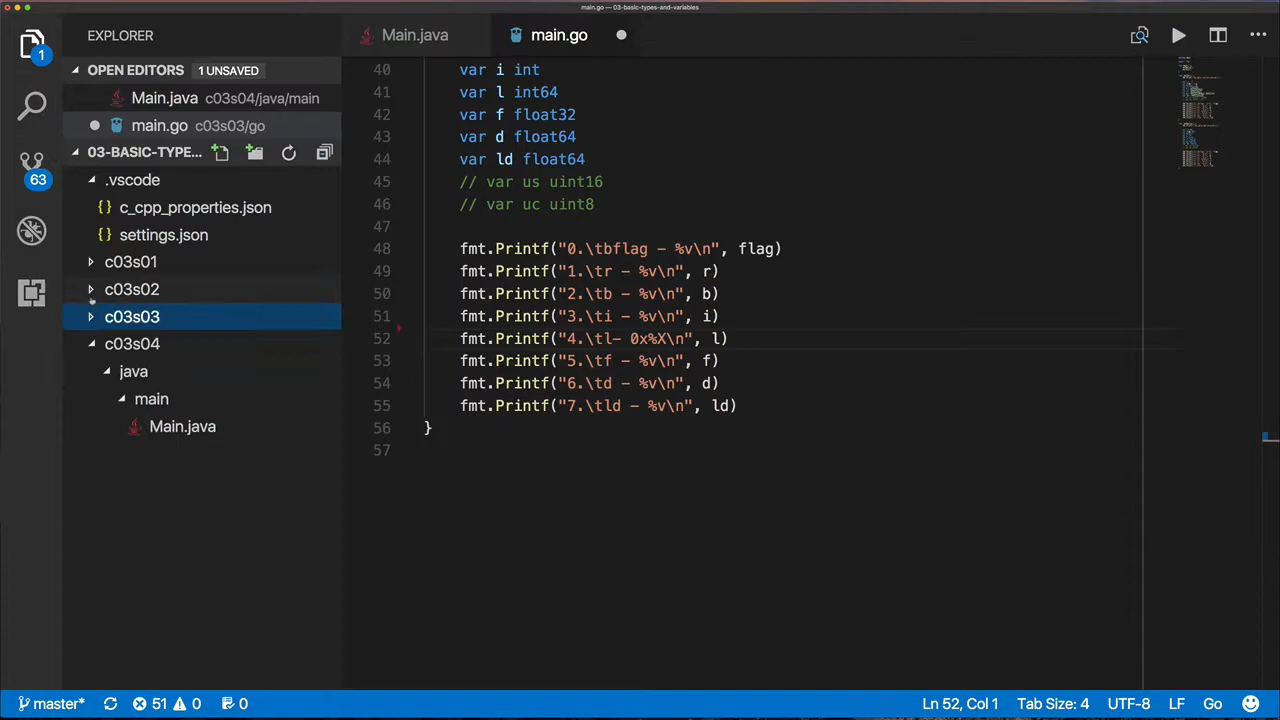 main.go — 03-basic-types-and-variables
EXPLORER
Main.java
main.go
1
OPEN EDITORS 1 UNSAVED
Main.java c03s04/java/main
main.go c03s03/go
03-BASIC-TYPE...
63
.vscode
{} c_cpp_properties.json
{} settings.json
c03s01
c03s02
c03s03
c03s04
java
main
Main.java
40 var i int
41 var l int64
42 var f float32
43 var d float64
44 var ld float64
45 // var us uint16
46 // var uc uint8
47
48 fmt.Printf("0.\tbflag - %v\n", flag)
49 fmt.Printf("1.\tr - %v\n", r)
50 fmt.Printf("2.\tb - %v\n", b)
51 fmt.Printf("3.\ti - %v\n", i)
52 fmt.Printf("4.\tl- 0x%X\n", l)
53 fmt.Printf("5.\tf - %v\n", f)
54 fmt.Printf("6.\td - %v\n", d)
55 fmt.Printf("7.\tld - %v\n", ld)
56 }
57
master* 51 0 0 Ln 52, Col 1 Tab Size: 4 UTF-8 LF Go